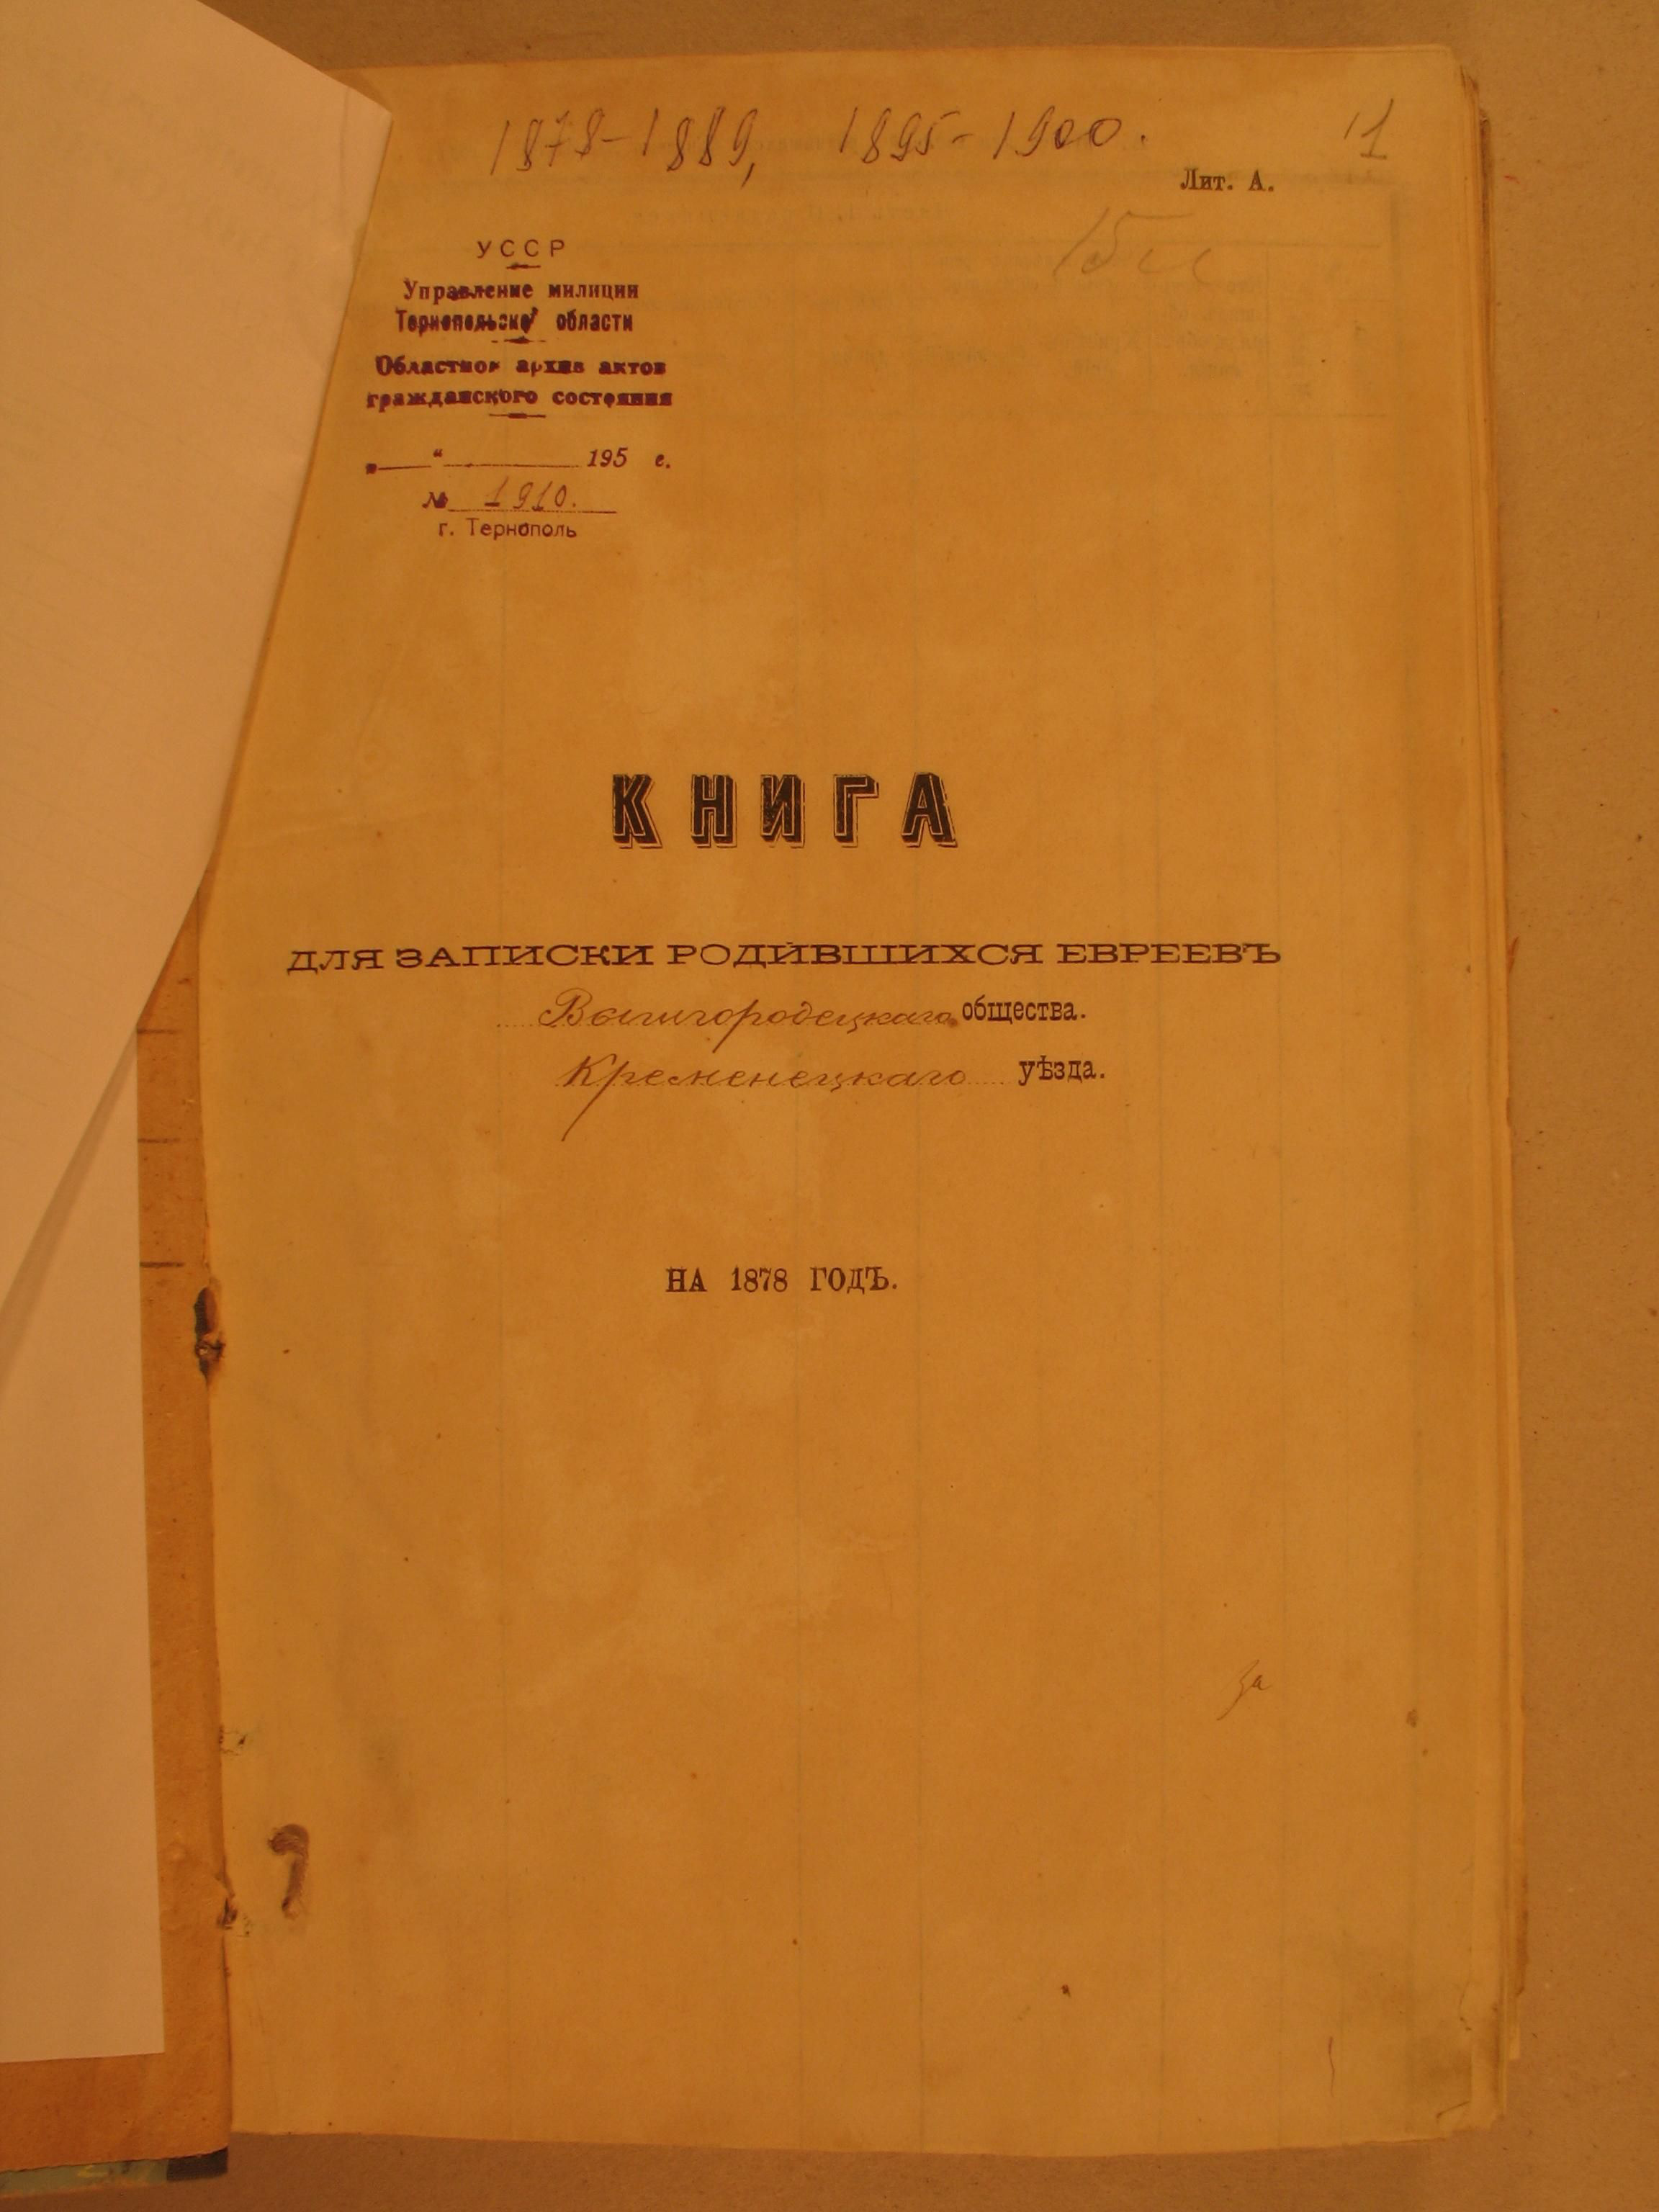 1878-1889, 1895-1900.
1
Лит. А.
УССР
Управление милиции
Тернопольской области
Областной архив актов
гражданского состояния
„ “ 195 г.
№ 1910.
г. Тернополь
КНИГА
ДЛЯ ЗАПИСКИ РОДИВШИХСЯ ЕВРЕЕВЪ
Вышгородецкаго общества.
Кременецкаго уѣзда.
НА 1878 ГОДЪ.
за